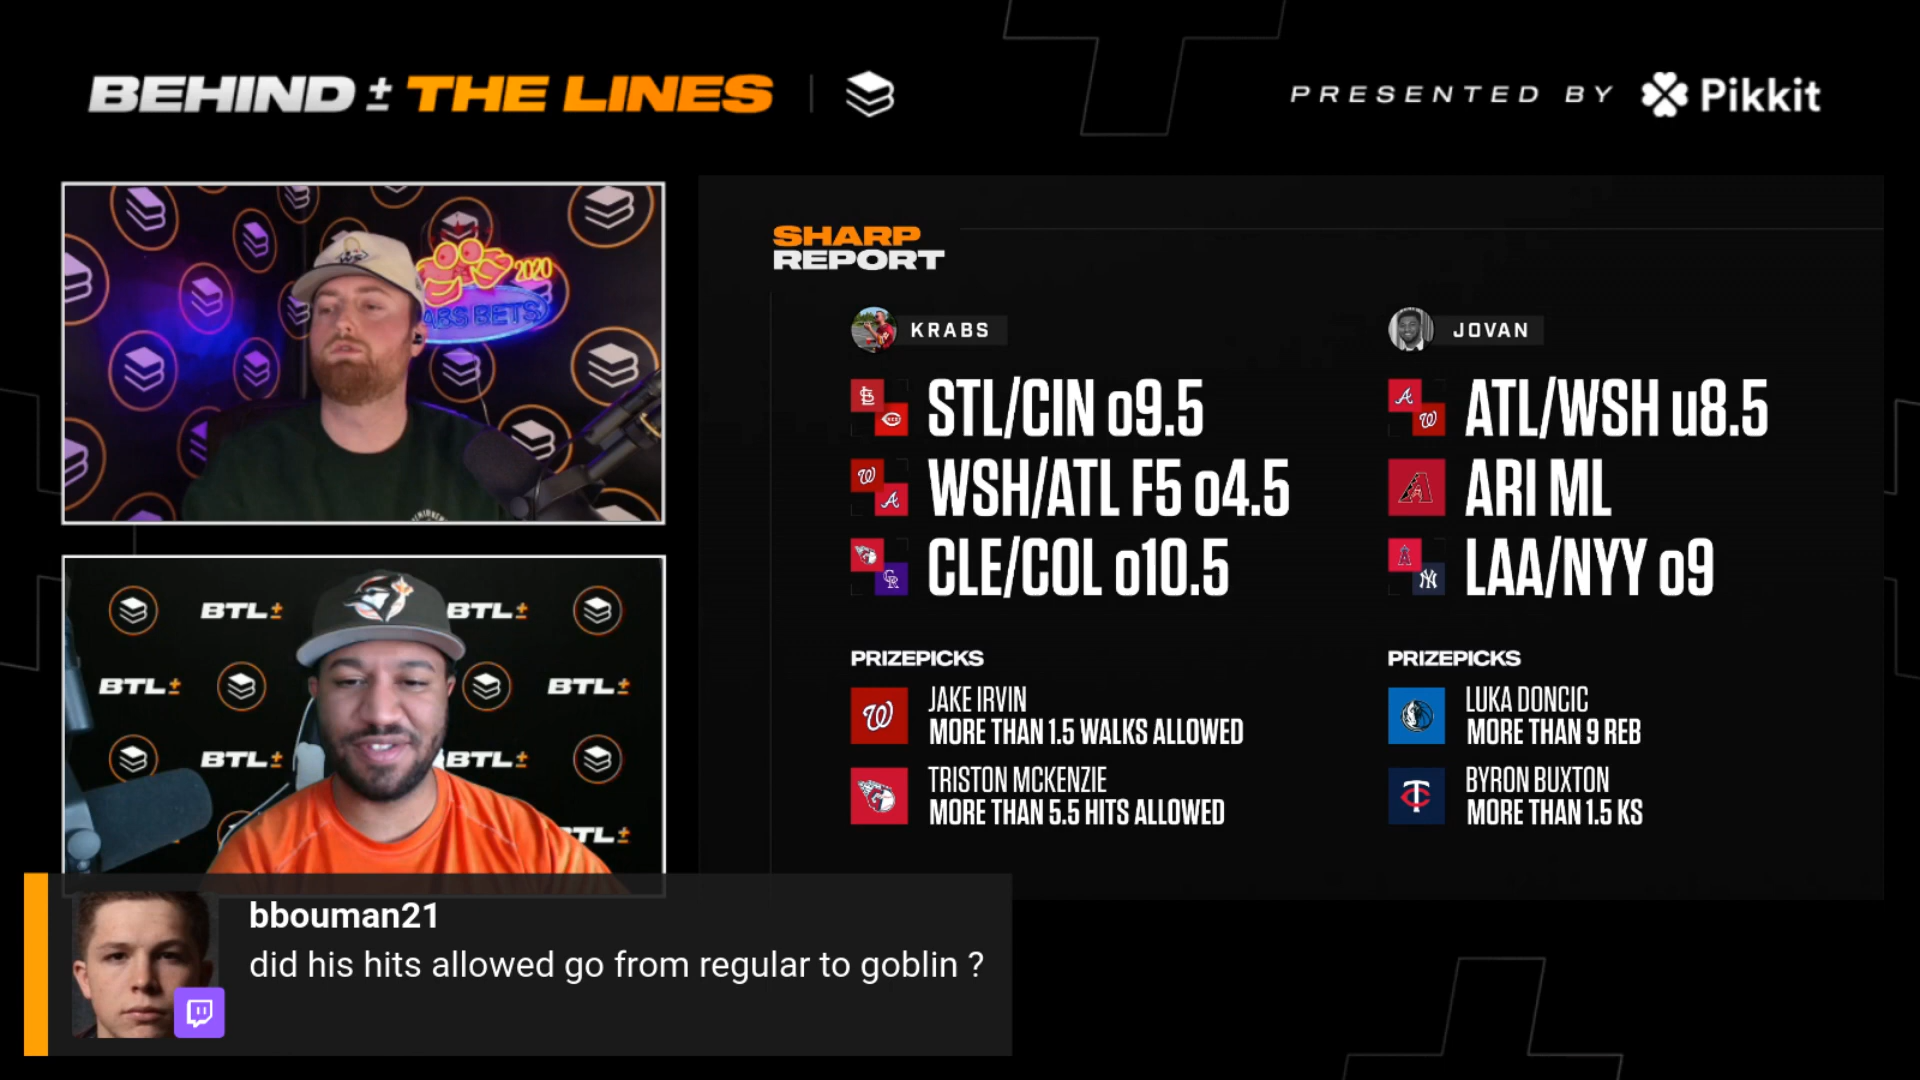 BEHIND ± THE LINES
PRESENTED BY Pikkit
2020
ABS BETS
BTL± BTL±
BTL± BTL±
BTL± BTL±
TL±
SHARP
REPORT
KRABS
STL/CIN o9.5
WSH/ATL F5 o4.5
CLE/COL o10.5
PRIZEPICKS
JAKE IRVIN
MORE THAN 1.5 WALKS ALLOWED
TRISTON MCKENZIE
MORE THAN 5.5 HITS ALLOWED
JOVAN
ATL/WSH u8.5
ARI ML
LAA/NYY o9
PRIZEPICKS
LUKA DONCIC
MORE THAN 9 REB
BYRON BUXTON
MORE THAN 1.5 KS
bbouman21
did his hits allowed go from regular to goblin ?